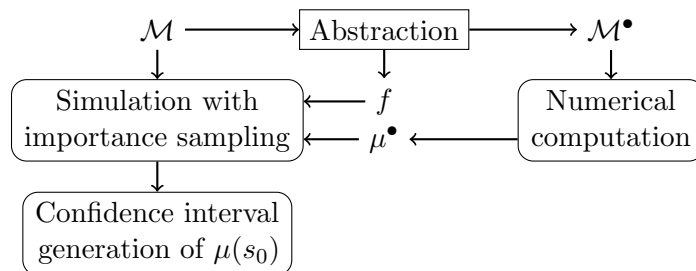 ℳ Abstraction ℳ•
Simulation with
importance sampling
f
μ•
Numerical
computation
Confidence interval
generation of μ(s₀)